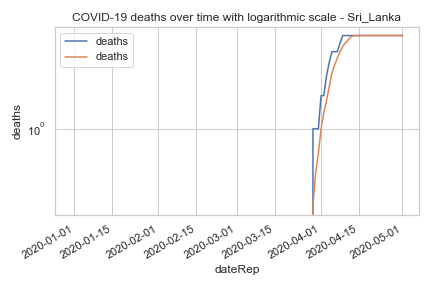 COVID-19 deaths over time with logarithmic scale - Sri_Lanka
deaths
deaths
deaths
10⁰
2020-01-01
2020-01-15
2020-02-01
2020-02-15
2020-03-01
2020-03-15
2020-04-01
2020-04-15
2020-05-01
dateRep